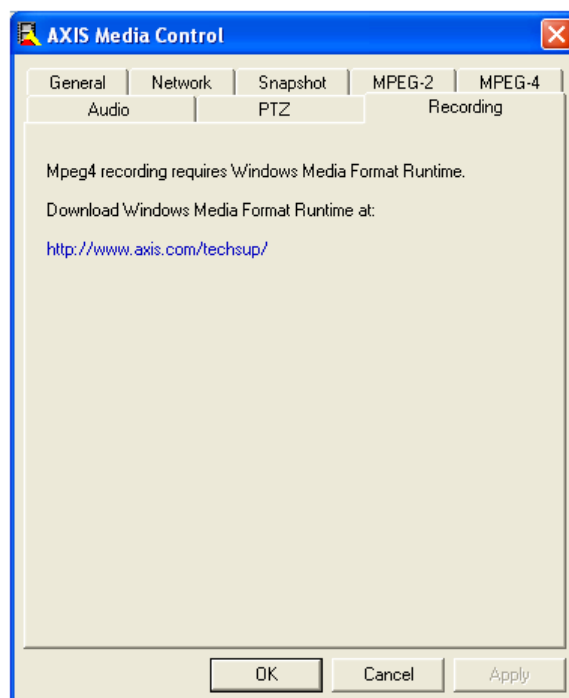 AXIS Media Control
General Network Snapshot MPEG-2 MPEG-4
Audio PTZ Recording
Mpeg4 recording requires Windows Media Format Runtime.
Download Windows Media Format Runtime at:
http://www.axis.com/techsup/
OK Cancel Apply